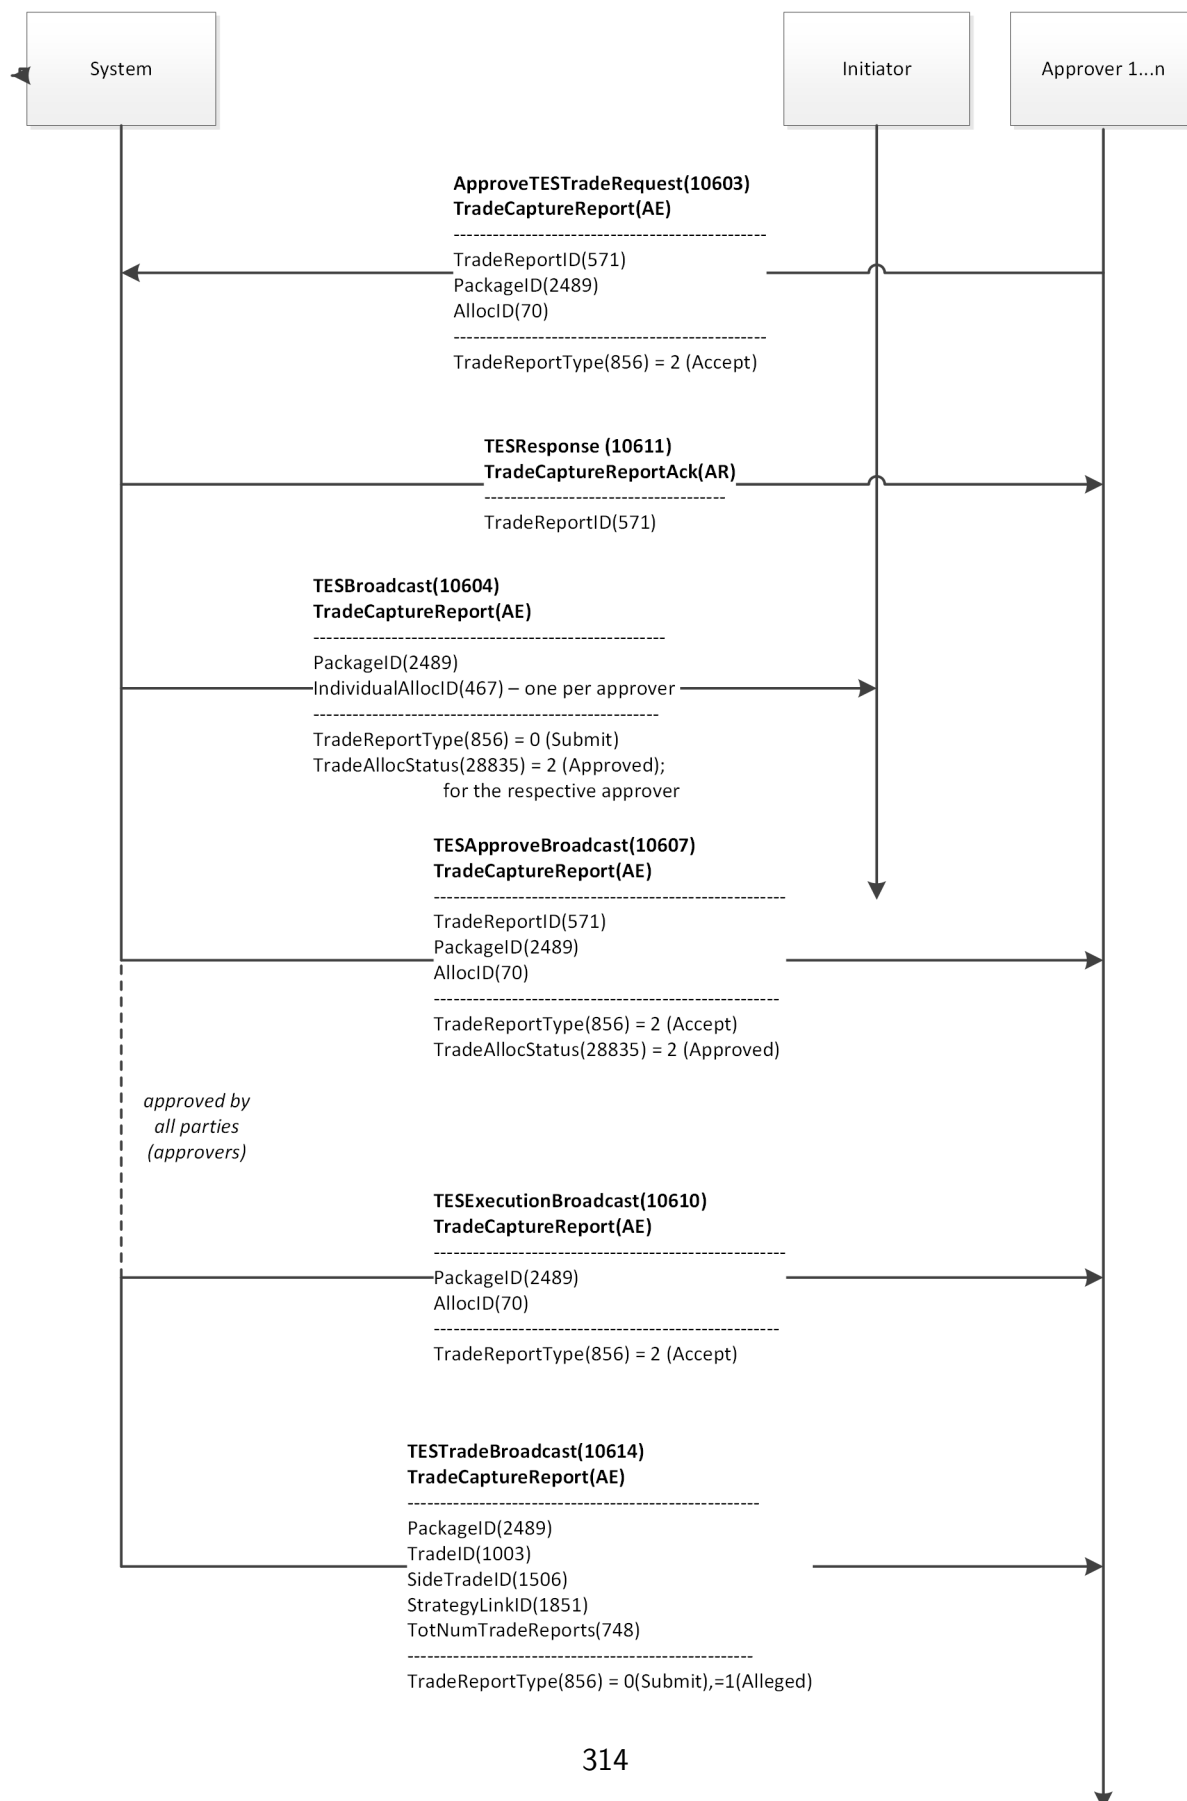 System
Initiator
Approver 1...n
ApproveTESTradeRequest(10603)
TradeCaptureReport(AE)
------------------------------------------------
TradeReportID(571)
PackageID(2489)
AllocID(70)
------------------------------------------------
TradeReportType(856) = 2 (Accept)
TESResponse (10611)
TradeCaptureReportAck(AR)
-------------------------------------
TradeReportID(571)
TESBroadcast(10604)
TradeCaptureReport(AE)
------------------------------------------------------
PackageID(2489)
IndividualAllocID(467) – one per approver
-----------------------------------------------------
TradeReportType(856) = 0 (Submit)
TradeAllocStatus(28835) = 2 (Approved);
for the respective approver
TESApproveBroadcast(10607)
TradeCaptureReport(AE)
------------------------------------------------------
TradeReportID(571)
PackageID(2489)
AllocID(70)
-----------------------------------------------------
TradeReportType(856) = 2 (Accept)
TradeAllocStatus(28835) = 2 (Approved)
approved by
all parties
(approvers)
TESExecutionBroadcast(10610)
TradeCaptureReport(AE)
------------------------------------------------------
PackageID(2489)
AllocID(70)
-----------------------------------------------------
TradeReportType(856) = 2 (Accept)
TESTradeBroadcast(10614)
TradeCaptureReport(AE)
------------------------------------------------------
PackageID(2489)
TradeID(1003)
SideTradeID(1506)
StrategyLinkID(1851)
TotNumTradeReports(748)
-----------------------------------------------------
TradeReportType(856) = 0(Submit),=1(Alleged)
314